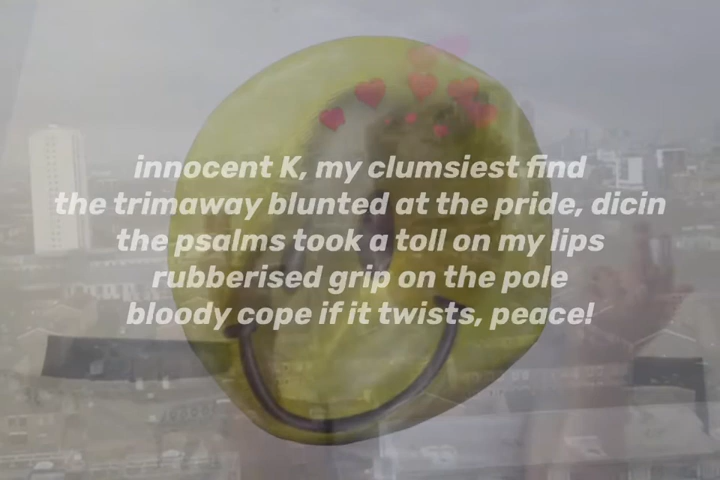 innocent K, my clumsiest find
the trimaway blunted at the pride, dicin
the psalms took a toll on my lips
rubberised grip on the pole
bloody cope if it twists, peace!